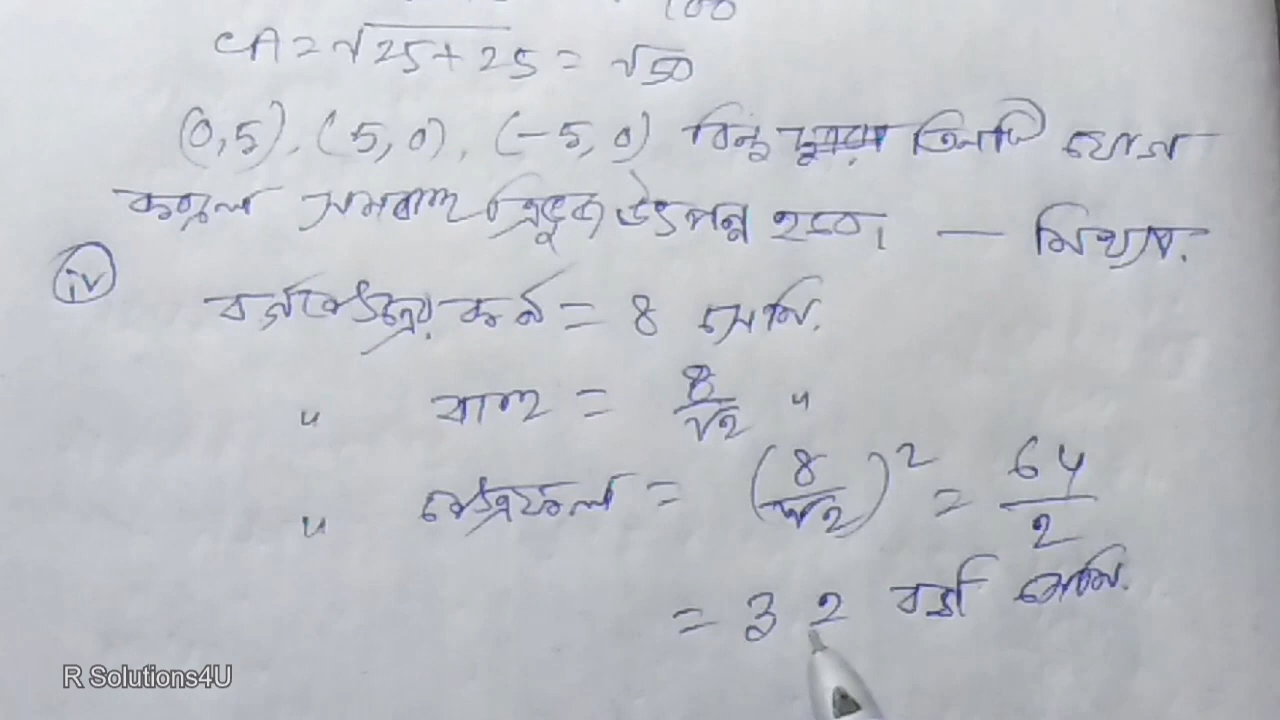 100
CA = √25+25 = √50
(0,5), (5,0), (-5,0) বিন্দু তিনটি যোগ
করলে সমবাহু ত্রিভুজ উৎপন্ন হবে। — মিথ্যা.
iv
বর্গক্ষেত্রের কর্ণ = 8 সেমি.
" বাহু = 8/√2 "
" ক্ষেত্রফল = (8/√2)² = 64/2
= 32 বর্গ সেমি.
R Solutions4U